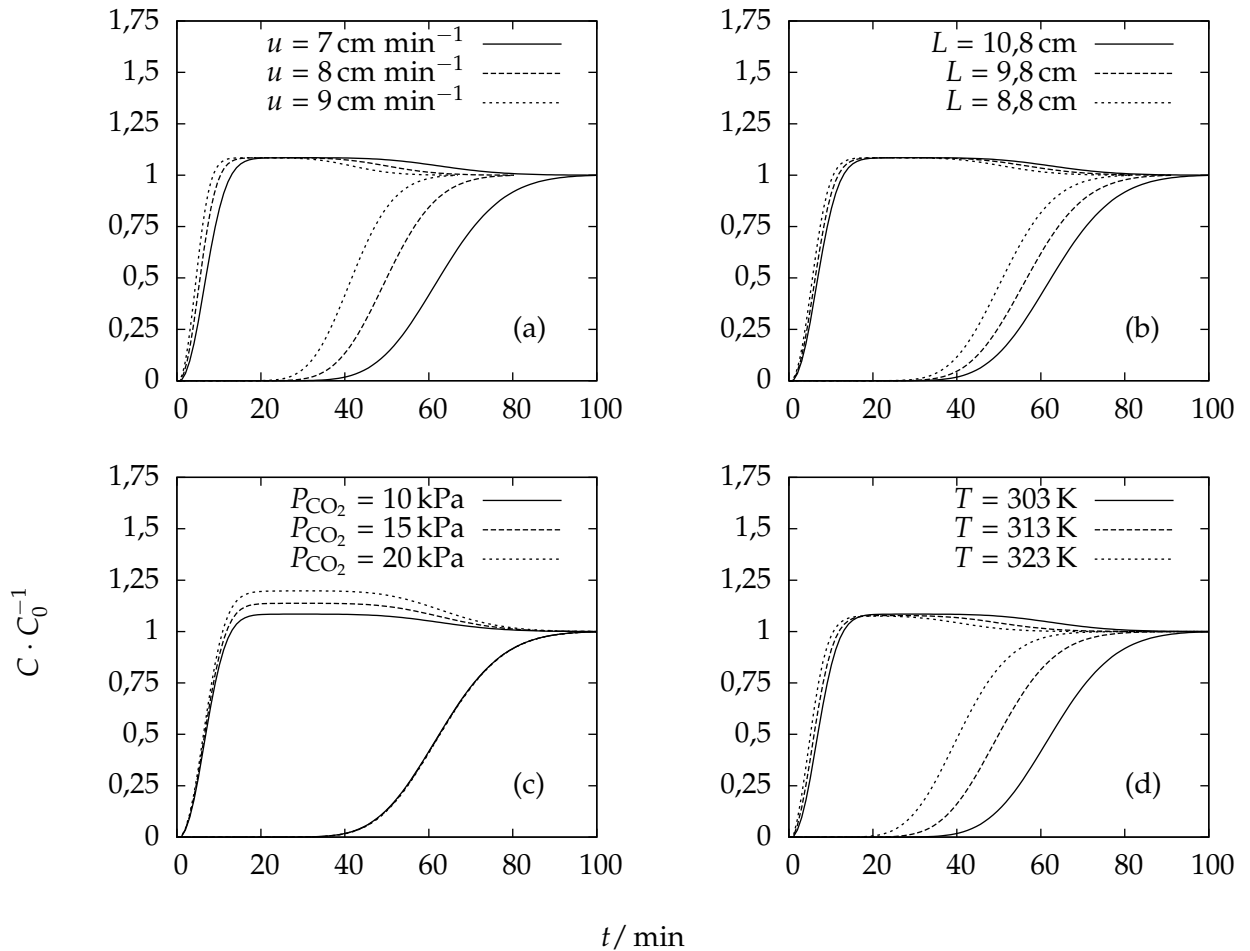 1,75
1,5
1,25
1
0,75
0,5
0,25
0
0 20 40 60 80 100
u = 7 cm min⁻¹
u = 8 cm min⁻¹
u = 9 cm min⁻¹
(a)
1,75
1,5
1,25
1
0,75
0,5
0,25
0
0 20 40 60 80 100
L = 10,8 cm
L = 9,8 cm
L = 8,8 cm
(b)
1,75
1,5
1,25
1
0,75
0,5
0,25
0
0 20 40 60 80 100
P_CO₂ = 10 kPa
P_CO₂ = 15 kPa
P_CO₂ = 20 kPa
(c)
1,75
1,5
1,25
1
0,75
0,5
0,25
0
0 20 40 60 80 100
T = 303 K
T = 313 K
T = 323 K
(d)
C · C₀⁻¹
t/ min